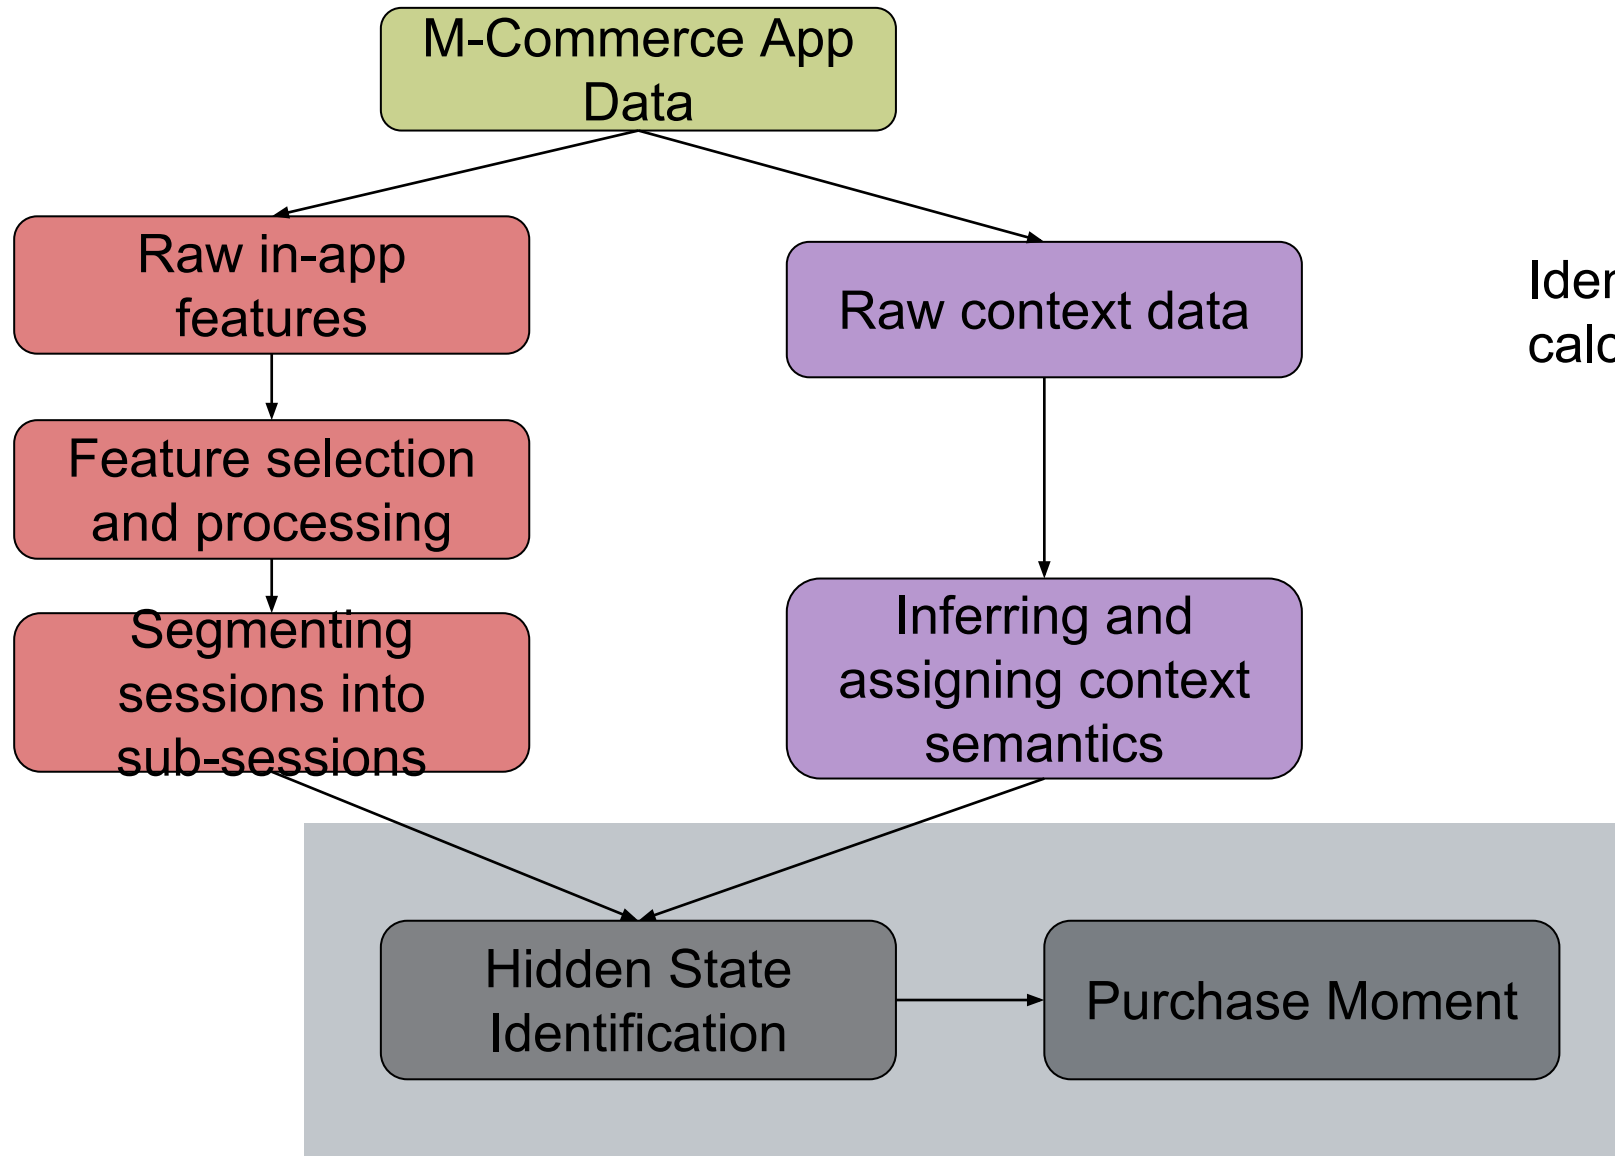 M-Commerce App
Data
Raw in-app
features
Raw context data
Feature selection
and processing
Segmenting
sessions into
sub-sessions
Inferring and
assigning context
semantics
Hidden State
Identification
Purchase Moment